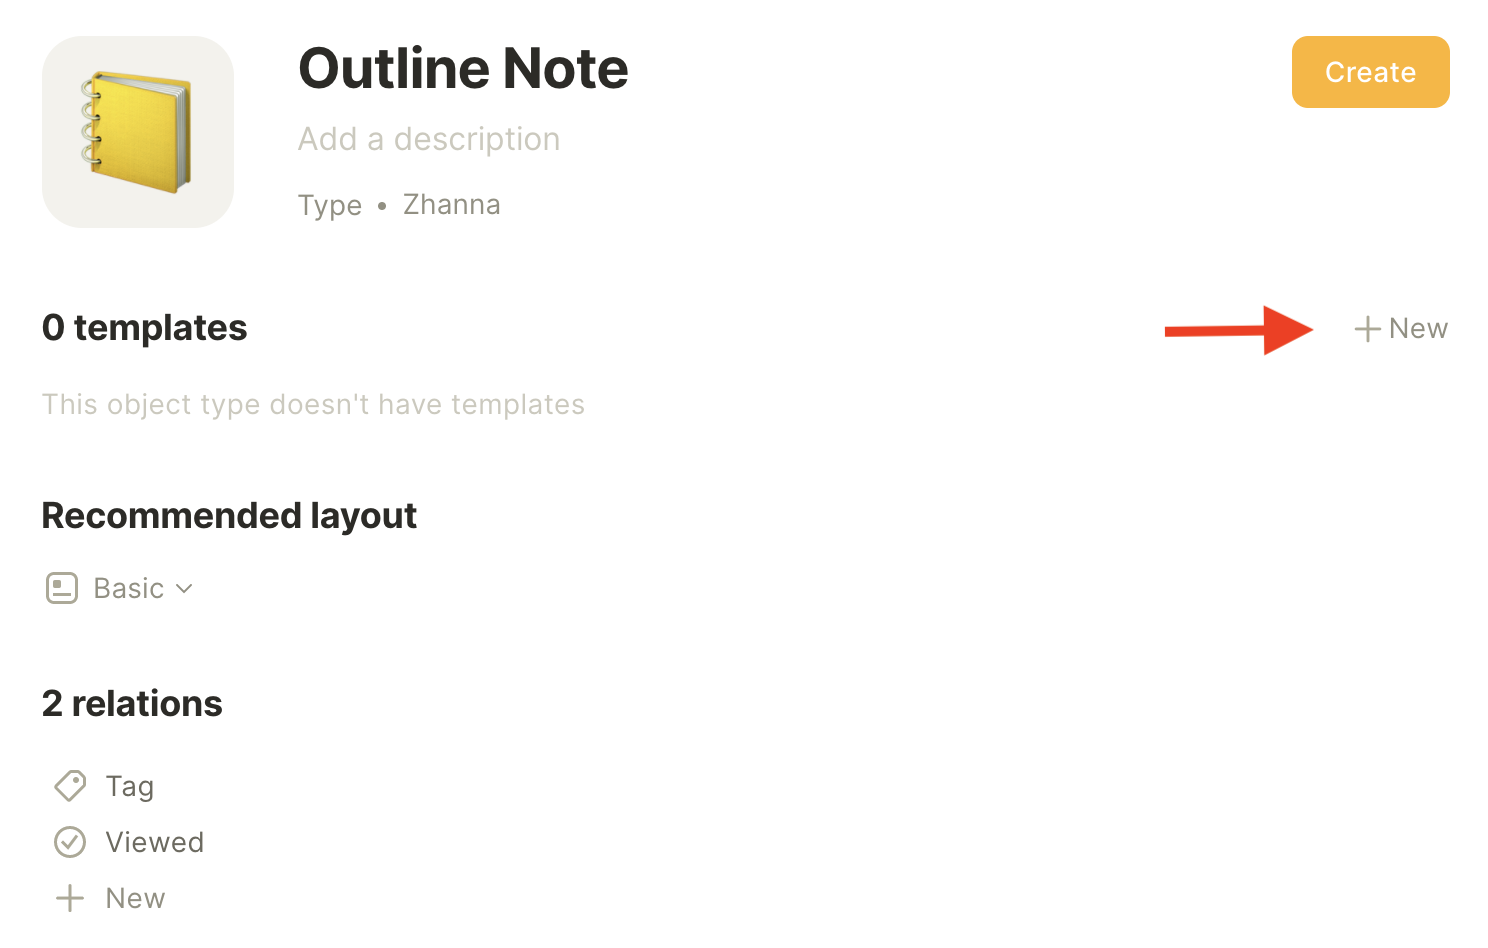 Outline Note
Create
Add a description
Type • Zhanna
0 templates
+ New
This object type doesn't have templates
Recommended layout
Basic
2 relations
Tag
Viewed
+ New